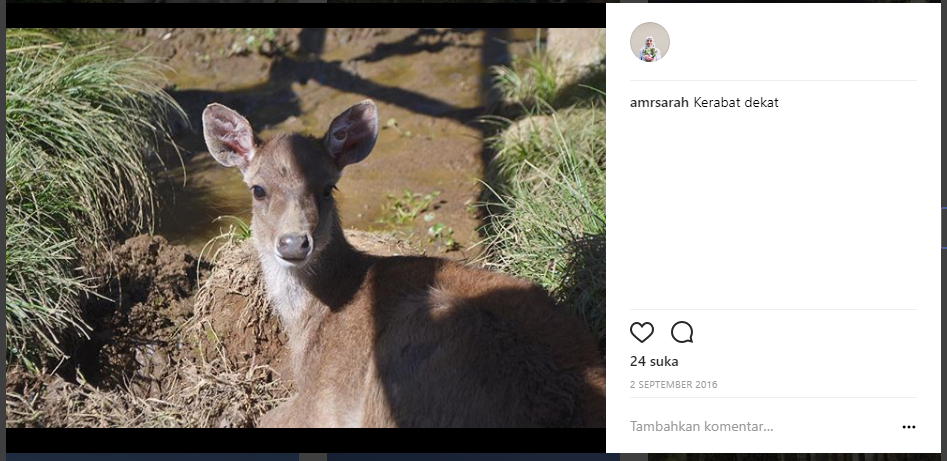 amrsarah Kerabat dekat
24 suka
2 SEPTEMBER 2016
Tambahkan komentar...